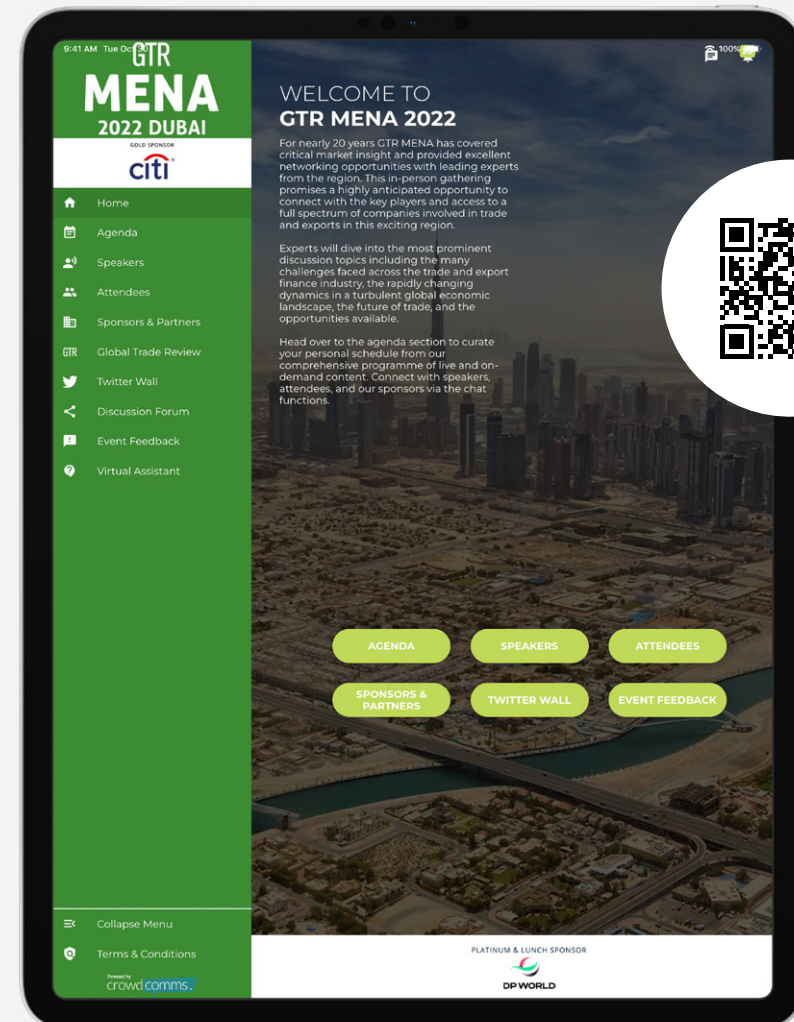 9:41 AM Tue Oct
100%
GTR
MENA
2022 DUBAI
GOLD SPONSOR
citi
Home
Agenda
Speakers
Attendees
Sponsors & Partners
GTR Global Trade Review
Twitter Wall
Discussion Forum
Event Feedback
Virtual Assistant
Collapse Menu
Terms & Conditions
Powered by
crowdcomms.
WELCOME TO
GTR MENA 2022
For nearly 20 years GTR MENA has covered
critical market insight and provided excellent
networking opportunities with leading experts
from the region. This in-person gathering
promises a highly anticipated opportunity to
connect with the key players and access to a
full spectrum of companies involved in trade
and exports in this exciting region.
Experts will dive into the most prominent
discussion topics including the many
challenges faced across the trade and export
finance industry, the rapidly changing
dynamics in a turbulent global economic
landscape, the future of trade, and the
opportunities available.
Head over to the agenda section to curate
your personal schedule from our
comprehensive programme of live and on-
demand content. Connect with speakers,
attendees, and our sponsors via the chat
functions.
AGENDA
SPEAKERS
ATTENDEES
SPONSORS &
PARTNERS
TWITTER WALL
EVENT FEEDBACK
PLATINUM & LUNCH SPONSOR
DP WORLD